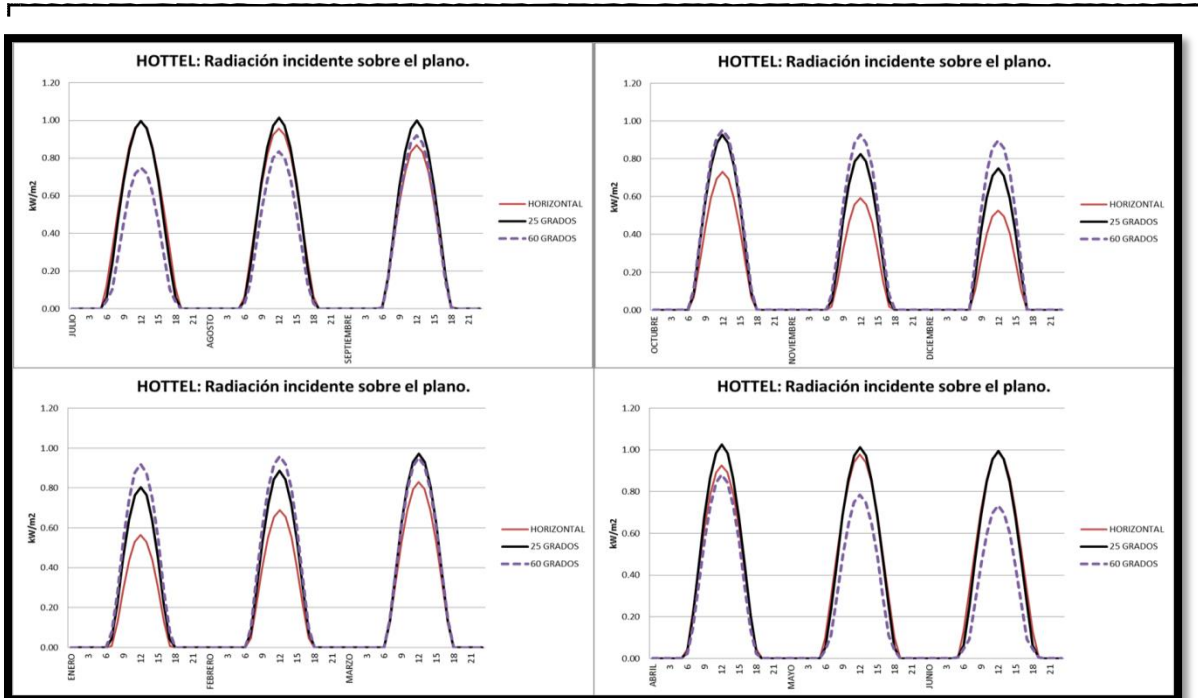 HOTTEL: Radiación incidente sobre el plano.
1.20
1.00
0.80
0.60
0.40
0.20
0.00
kW/m2
JULIO 3 6 9 12 15 18 21 AGOSTO 3 6 9 12 15 18 21 SEPTIEMBRE 3 6 9 12 15 18 21
HORIZONTAL
25 GRADOS
60 GRADOS
HOTTEL: Radiación incidente sobre el plano.
1.20
1.00
0.80
0.60
0.40
0.20
0.00
kW/m2
OCTUBRE 3 6 9 12 15 18 21 NOVIEMBRE 3 6 9 12 15 18 21 DICIEMBRE 3 6 9 12 15 18 21
HORIZONTAL
25 GRADOS
60 GRADOS
HOTTEL: Radiación incidente sobre el plano.
1.20
1.00
0.80
0.60
0.40
0.20
0.00
kW/m2
ENERO 3 6 9 12 15 18 21 FEBRERO 3 6 9 12 15 18 21 MARZO 3 6 9 12 15 18 21
HORIZONTAL
25 GRADOS
60 GRADOS
HOTTEL: Radiación incidente sobre el plano.
1.20
1.00
0.80
0.60
0.40
0.20
0.00
kW/m2
ABRIL 3 6 9 12 15 18 21 MAYO 3 6 9 12 15 18 21 JUNIO 3 6 9 12 15 18 21
HORIZONTAL
25 GRADOS
60 GRADOS